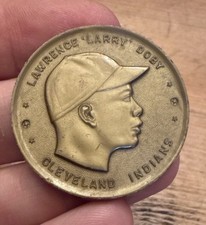 LAWRENCE "LARRY" DOBY
CLEVELAND INDIANS